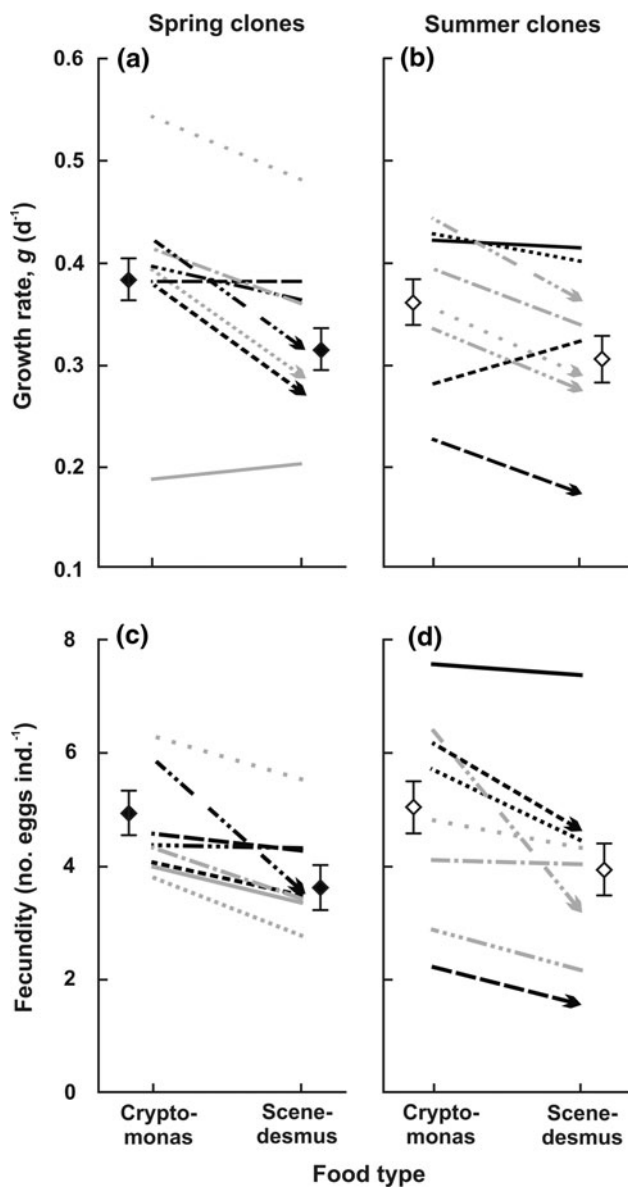 Spring clones
Summer clones
(a)
(b)
0.6
0.5
0.4
0.3
0.2
0.1
Growth rate, g (d⁻¹)
(c)
(d)
8
6
4
2
0
Fecundity (no. eggs ind.⁻¹)
Crypto-
monas
Scene-
desmus
Crypto-
monas
Scene-
desmus
Food type